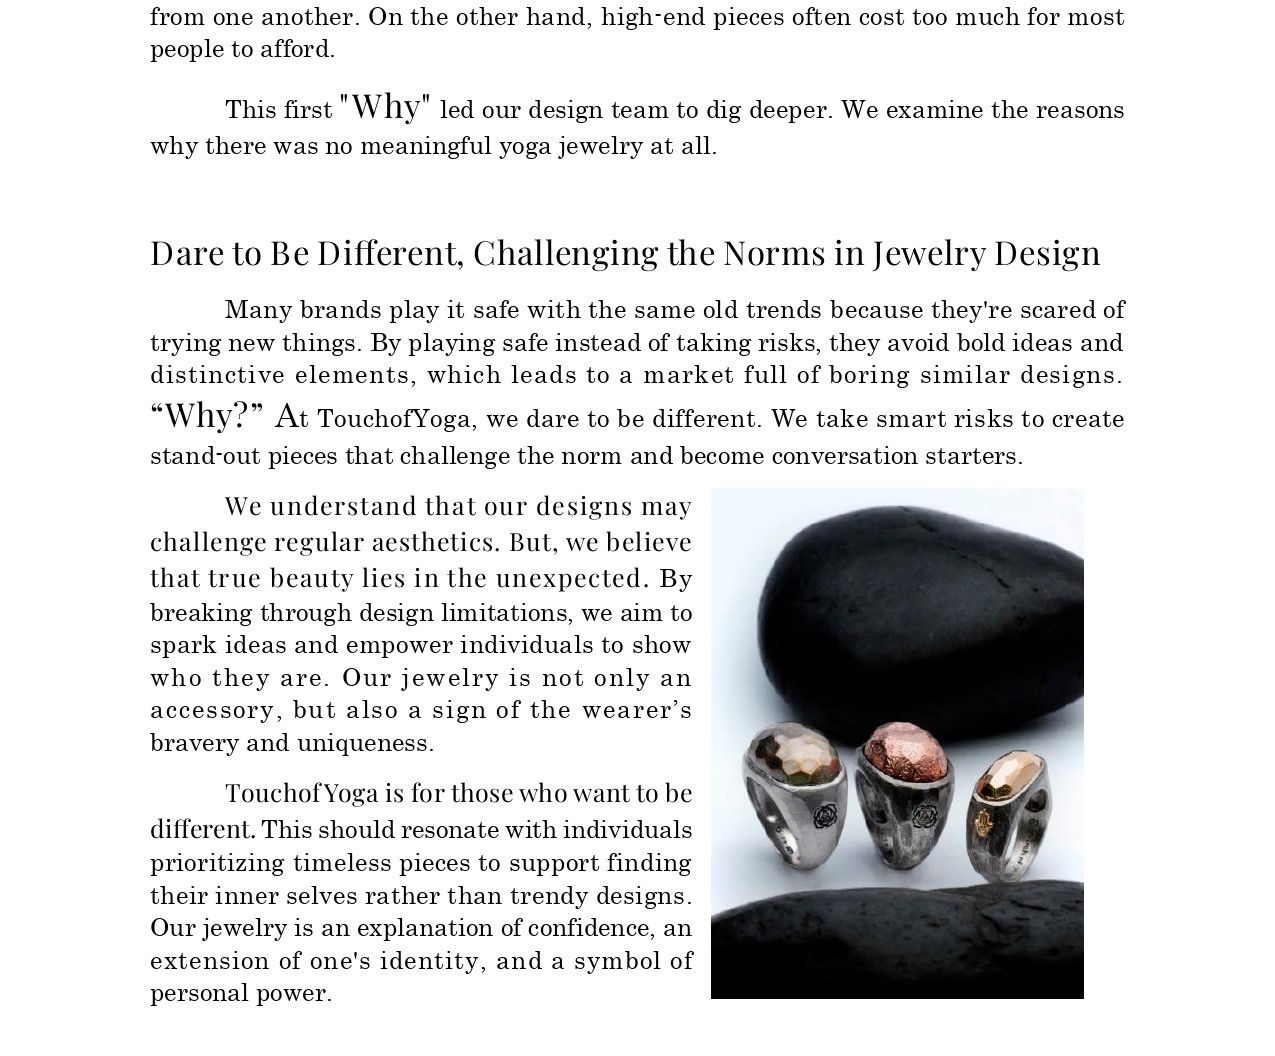 from one another. On the other hand, high-end pieces often cost too much for most
people to afford.
This first "Why" led our design team to dig deeper. We examine the reasons
why there was no meaningful yoga jewelry at all.
Dare to Be Different, Challenging the Norms in Jewelry Design
Many brands play it safe with the same old trends because they're scared of
trying new things. By playing safe instead of taking risks, they avoid bold ideas and
distinctive elements, which leads to a market full of boring similar designs.
“Why?” At TouchofYoga, we dare to be different. We take smart risks to create
stand-out pieces that challenge the norm and become conversation starters.
We understand that our designs may
challenge regular aesthetics. But, we believe
that true beauty lies in the unexpected. By
breaking through design limitations, we aim to
spark ideas and empower individuals to show
who they are. Our jewelry is not only an
accessory, but also a sign of the wearer’s
bravery and uniqueness.
TouchofYoga is for those who want to be
different. This should resonate with individuals
prioritizing timeless pieces to support finding
their inner selves rather than trendy designs.
Our jewelry is an explanation of confidence, an
extension of one's identity, and a symbol of
personal power.